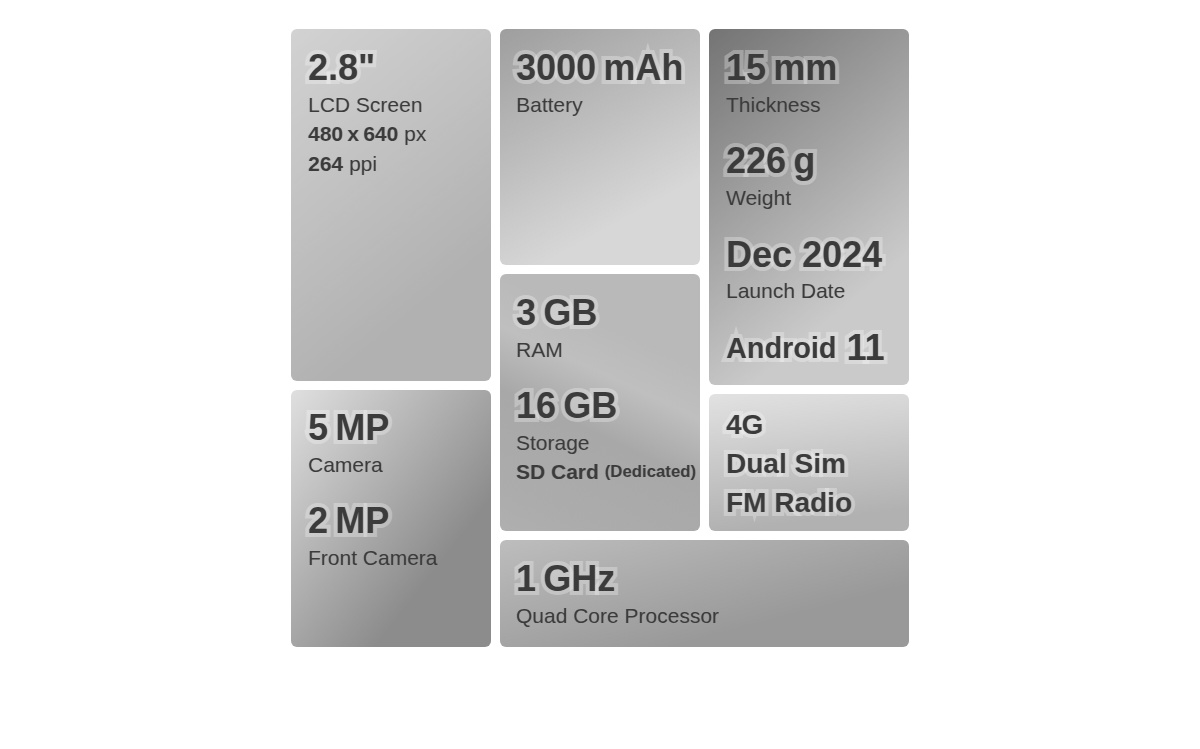 2.8"
LCD Screen
480 x 640 px
264 ppi
5 MP
Camera
2 MP
Front Camera
3000 mAh
Battery
3 GB
RAM
16 GB
Storage
SD Card (Dedicated)
15 mm
Thickness
226 g
Weight
Dec 2024
Launch Date
Android 11
4G
Dual Sim
FM Radio
1 GHz
Quad Core Processor